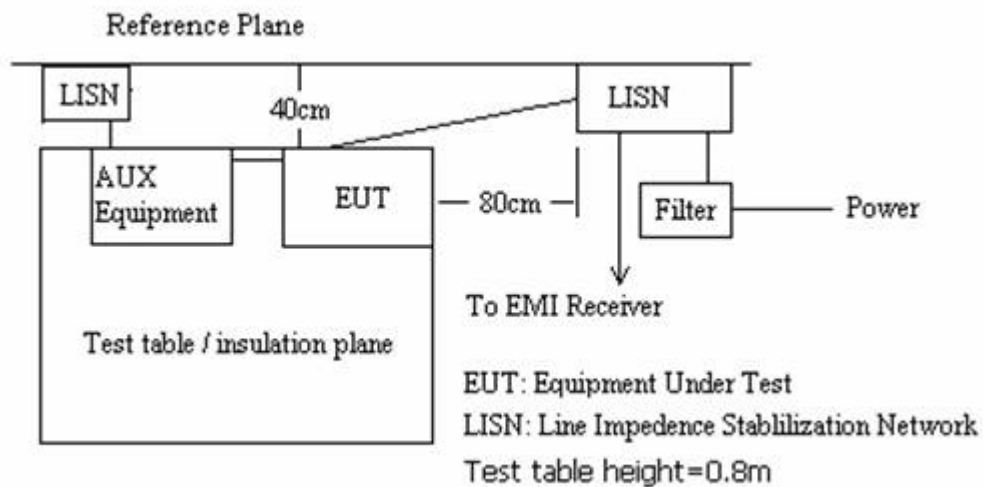 Reference Plane
LISN
40cm
LISN
AUX
Equipment
EUT
80cm
Filter
Power
To EMI Receiver
Test table / insulation plane
EUT: Equipment Under Test
LISN: Line Impedence Stablilization Network
Test table height=0.8m